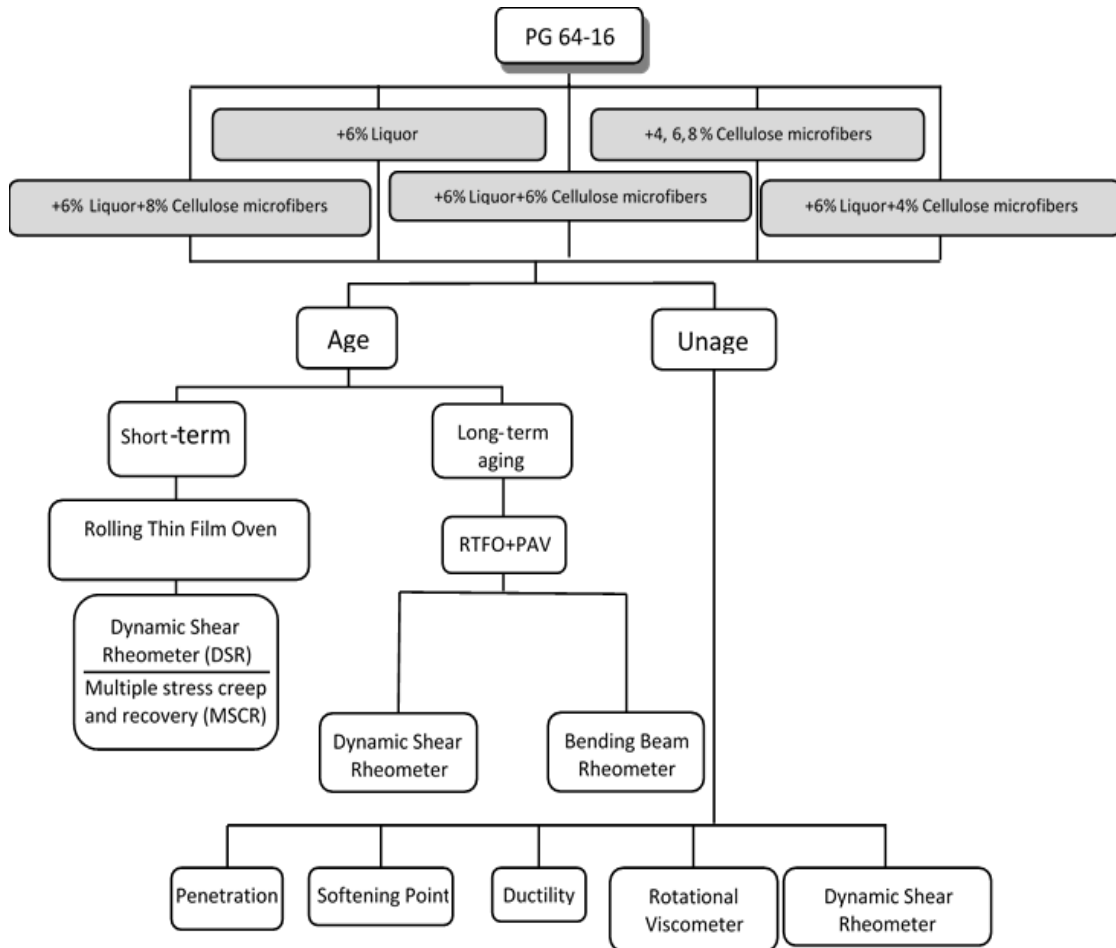 PG 64-16
+6% Liquor
+4, 6,8 % Cellulose microfibers
+6% Liquor+8% Cellulose microfibers
+6% Liquor+6% Cellulose microfibers
+6% Liquor+4% Cellulose microfibers
Age
Unage
Short-term
Long-term
aging
Rolling Thin Film Oven
RTFO+PAV
Dynamic Shear
Rheometer (DSR)
Multiple stress creep
and recovery (MSCR)
Dynamic Shear
Rheometer
Bending Beam
Rheometer
Penetration
Softening Point
Ductility
Rotational
Viscometer
Dynamic Shear
Rheometer